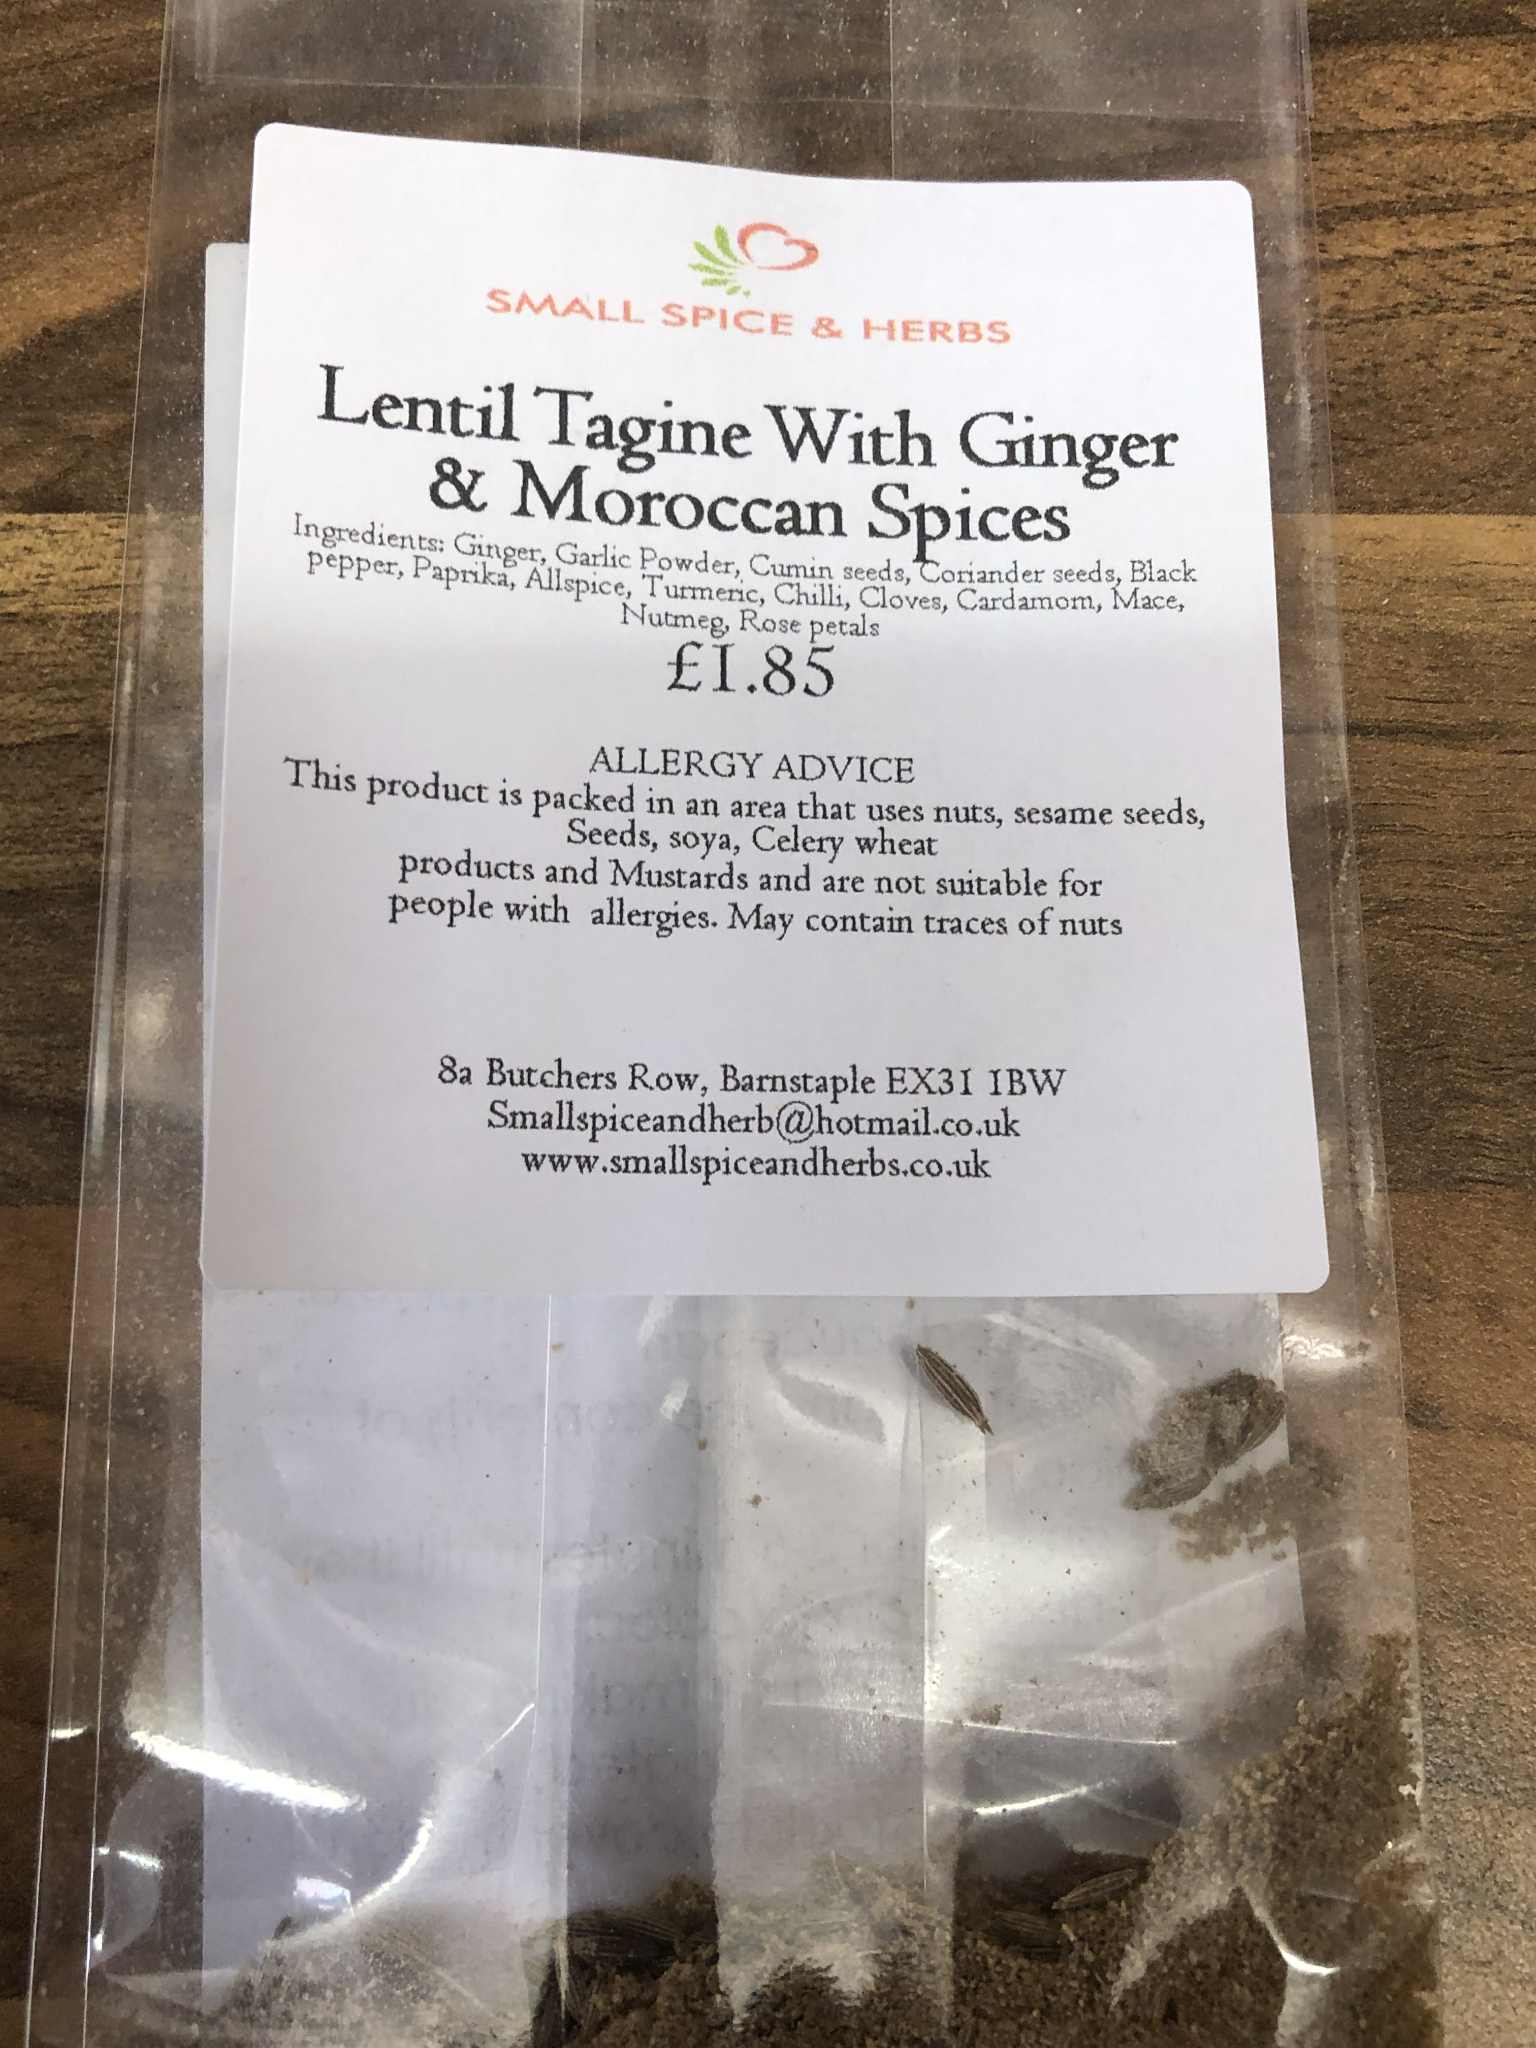 SMALL SPICE & HERBS
Lentil Tagine With Ginger
& Moroccan Spices
Ingredients: Ginger, Garlic Powder, Cumin seeds, Coriander seeds, Black
pepper, Paprika, Allspice, Turmeric, Chilli, Cloves, Cardamom, Mace,
Nutmeg, Rose petals
£1.85
ALLERGY ADVICE
This product is packed in an area that uses nuts, sesame seeds,
Seeds, soya, Celery wheat
products and Mustards and are not suitable for
people with allergies. May contain traces of nuts
8a Butchers Row, Barnstaple EX31 1BW
Smallspiceandherb@hotmail.co.uk
www.smallspiceandherbs.co.uk